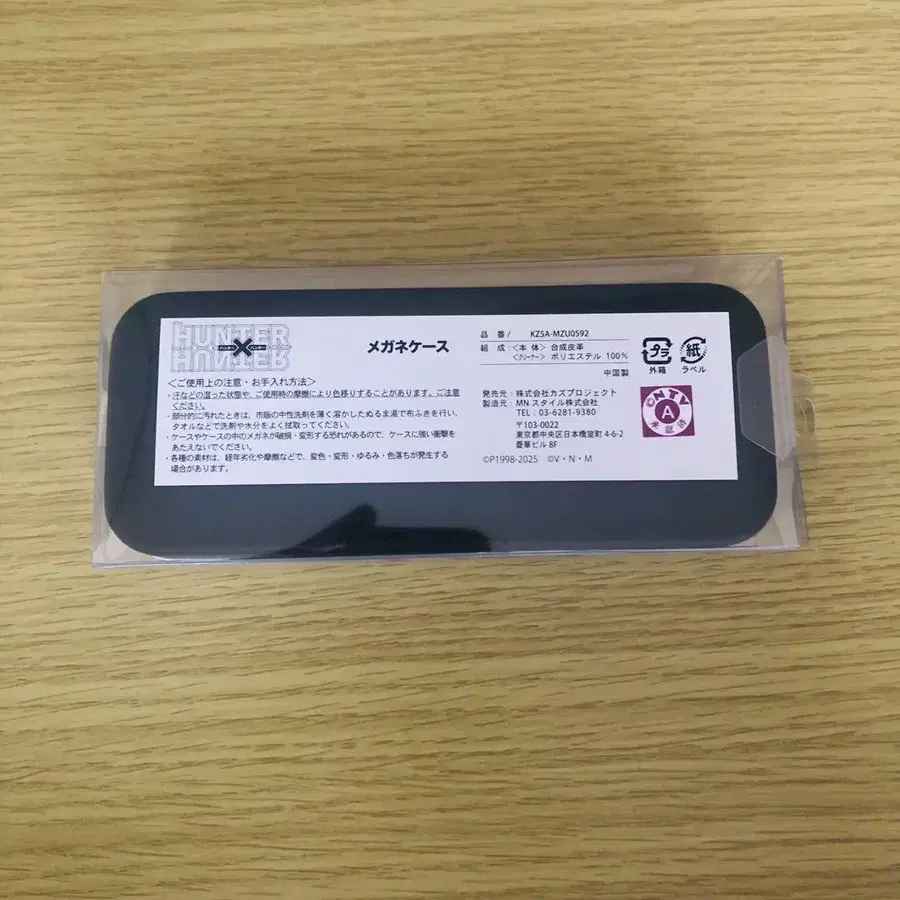 HUNTER
×
HUNTER
メガネケース
<ご使用上の注意・お手入れ方法>
・汗などの湿った状態や、ご使用時の摩擦により色移りすることがあります。ご注意
ください。
・部分的に汚れたときは、市販の中性洗剤を薄く溶かしたぬるま湯で布ふきを行い、
タオルなどで洗剤や水分をよく拭取ってください。
・ケースやケースの中のメガネが破損・変形する恐れがあるので、ケースに強い衝撃を
あたえないでください。
・各種の素材は、経年劣化や摩擦などで、変色・変形・ゆるみ・色落ちが発生する
場合があります。
品 番/ KZ5A-MZU0592
組 成:<本 体> 合成皮革
<クリーナー> ポリエステル 100%
中国製
発売元:株式会社カズプロジェクト
製造元:MN スタイル株式会社
TEL:03-6281-9380
〒103-0022
東京都中央区日本橋室町 4-6-2
菱華ビル 8F
©P1998-2025 ©V・N・M
プラ
外箱
紙
ラベル
NTV
A
承認済